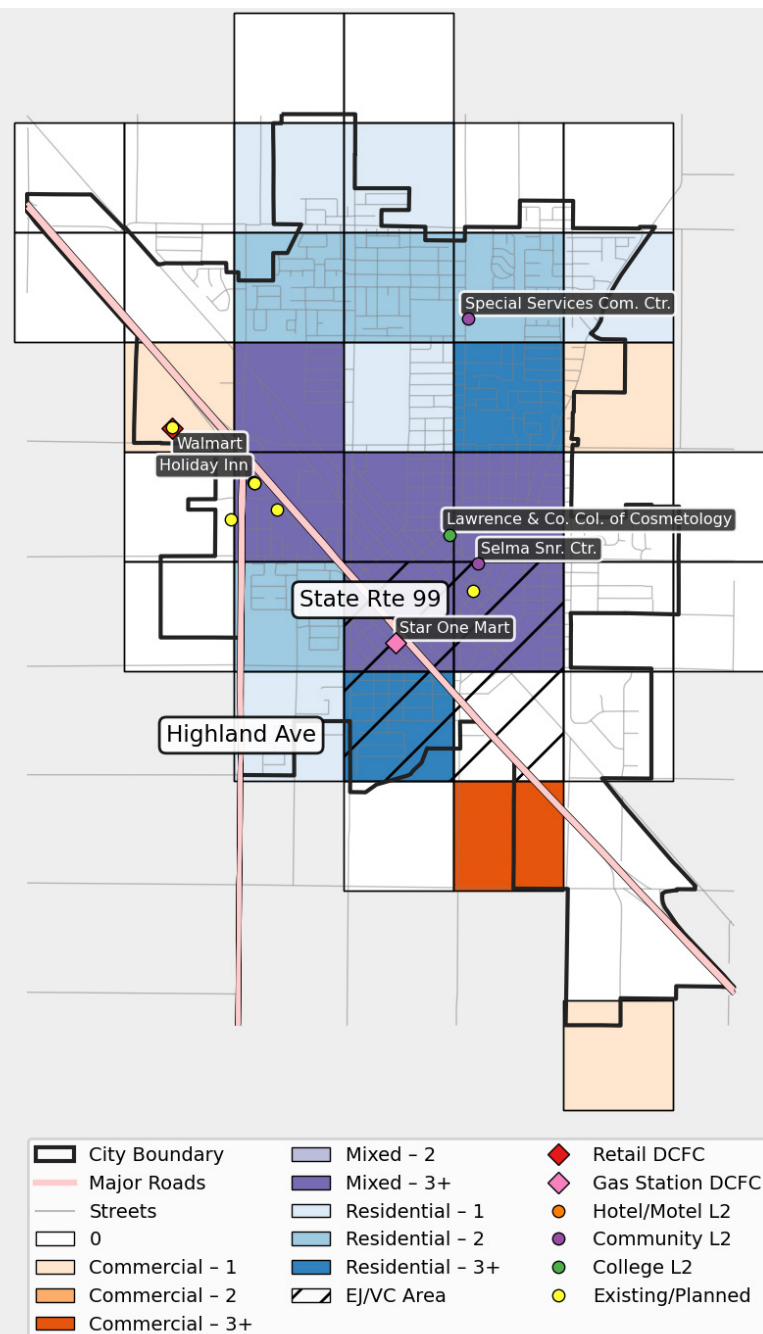 Special Services Com. Ctr.
Walmart
Holiday Inn
Lawrence & Co. Col. of Cosmetology
Selma Snr. Ctr.
State Rte 99
Star One Mart
Highland Ave
City Boundary
Major Roads
Streets
0
Commercial – 1
Commercial – 2
Commercial – 3+
Mixed – 2
Mixed – 3+
Residential – 1
Residential – 2
Residential – 3+
EJ/VC Area
Retail DCFC
Gas Station DCFC
Hotel/Motel L2
Community L2
College L2
Existing/Planned